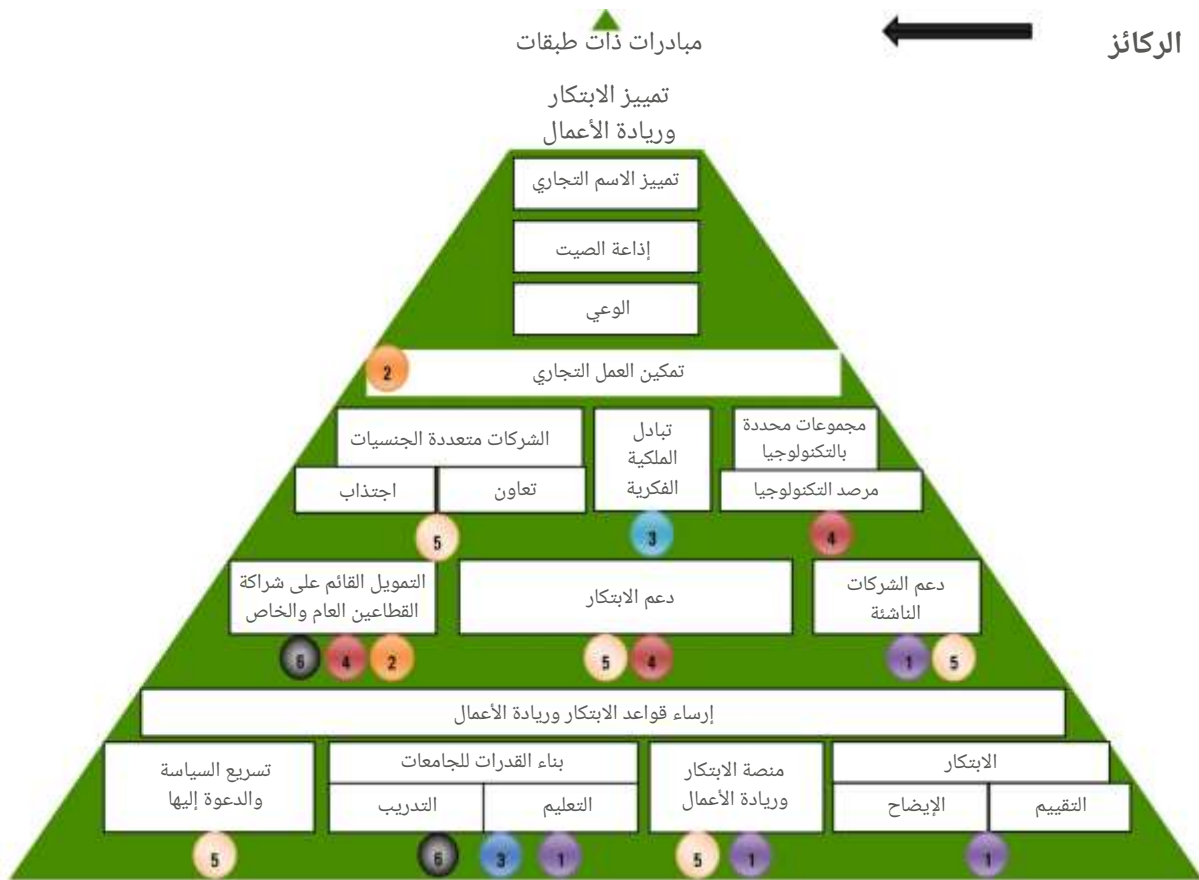 الركائز
مبادرات ذات طبقات
تمييز الابتكار
وريادة الأعمال
تمييز الاسم التجاري
إذاعة الصيت
الوعي
تمكين العمل التجاري
2
مجموعات محددة
بالتكنولوجيا
مرصد التكنولوجيا
4
تبادل
الملكية
الفكرية
3
الشركات متعددة الجنسيات
تعاون
اجتذاب
5
دعم الشركات
الناشئة
5
1
دعم الابتكار
4
5
التمويل القائم على شراكة
القطاعين العام والخاص
2
4
6
إرساء قواعد الابتكار وريادة الأعمال
الابتكار
التقييم
الإيضاح
1
منصة الابتكار
وريادة الأعمال
1
5
بناء القدرات للجامعات
التعليم
التدريب
1
3
6
تسريع السياسة
والدعوة إليها
5